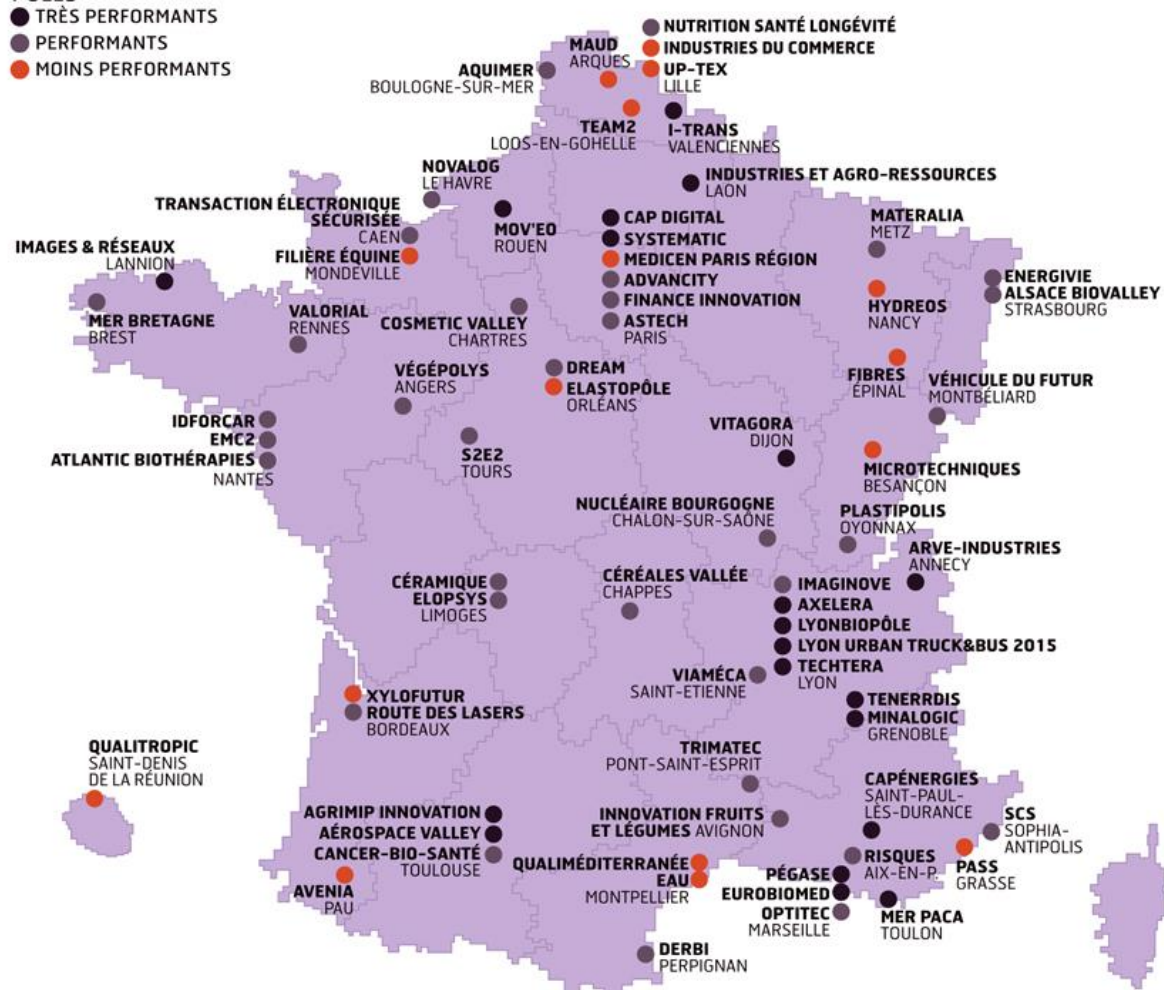 TRÈS PERFORMANTS
PERFORMANTS
MOINS PERFORMANTS
NUTRITION SANTÉ LONGÉVITÉ
INDUSTRIES DU COMMERCE
UP-TEX
LILLE
MAUD
ARQUES
AQUIMER
BOULOGNE-SUR-MER
TEAM2
LOOS-EN-GOHELLE
I-TRANS
VALENCIENNES
NOVALOG
LE HAVRE
INDUSTRIES ET AGRO-RESSOURCES
LAON
TRANSACTION ÉLECTRONIQUE
SÉCURISÉE
CAEN
FILIÈRE ÉQUINE
MONDEVILLE
MOV'EO
ROUEN
CAP DIGITAL
SYSTEMATIC
MEDICEN PARIS RÉGION
ADVANCITY
FINANCE INNOVATION
ASTECH
PARIS
MATERALIA
METZ
IMAGES & RÉSEAUX
LANNION
ENERGIVIE
ALSACE BIOVALLEY
STRASBOURG
HYDREOS
NANCY
MER BRETAGNE
BREST
VALORIAL
RENNES
COSMETIC VALLEY
CHARTRES
VÉGÉPOLYS
ANGERS
DREAM
ELASTOPÔLE
ORLÉANS
FIBRES
ÉPINAL
VÉHICULE DU FUTUR
MONTBÉLIARD
IDFORCAR
EMC2
ATLANTIC BIOTHÉRAPIES
NANTES
S2E2
TOURS
VITAGORA
DIJON
MICROTECHNIQUES
BESANÇON
NUCLÉAIRE BOURGOGNE
CHALON-SUR-SAÔNE
PLASTIPOLIS
OYONNAX
ARVE-INDUSTRIES
ANNECY
CÉRAMIQUE
ELOPSYS
LIMOGES
CÉRÉALES VALLÉE
CHAPPES
IMAGINOVE
AXELERA
LYONBIOPÔLE
LYON URBAN TRUCK&BUS 2015
TECHTERA
LYON
VIAMÉCA
SAINT-ETIENNE
XYLOFUTUR
ROUTE DES LASERS
BORDEAUX
TENERRDIS
MINALOGIC
GRENOBLE
QUALITROPIC
SAINT-DENIS
DE LA RÉUNION
TRIMATEC
PONT-SAINT-ESPRIT
CAPÉNERGIES
SAINT-PAUL-
LÈS-DURANCE
AGRIMIP INNOVATION
AÉROSPACE VALLEY
CANCER-BIO-SANTÉ
TOULOUSE
INNOVATION FRUITS
ET LÉGUMES AVIGNON
SCS
SOPHIA-
ANTIPOLIS
AVENIA
PAU
QUALIMÉDITERRANÉE
EAU
MONTPELLIER
RISQUES
AIX-EN-P.
PASS
GRASSE
PÉGASE
EUROBIOMED
OPTITEC
MARSEILLE
MER PACA
TOULON
DERBI
PERPIGNAN